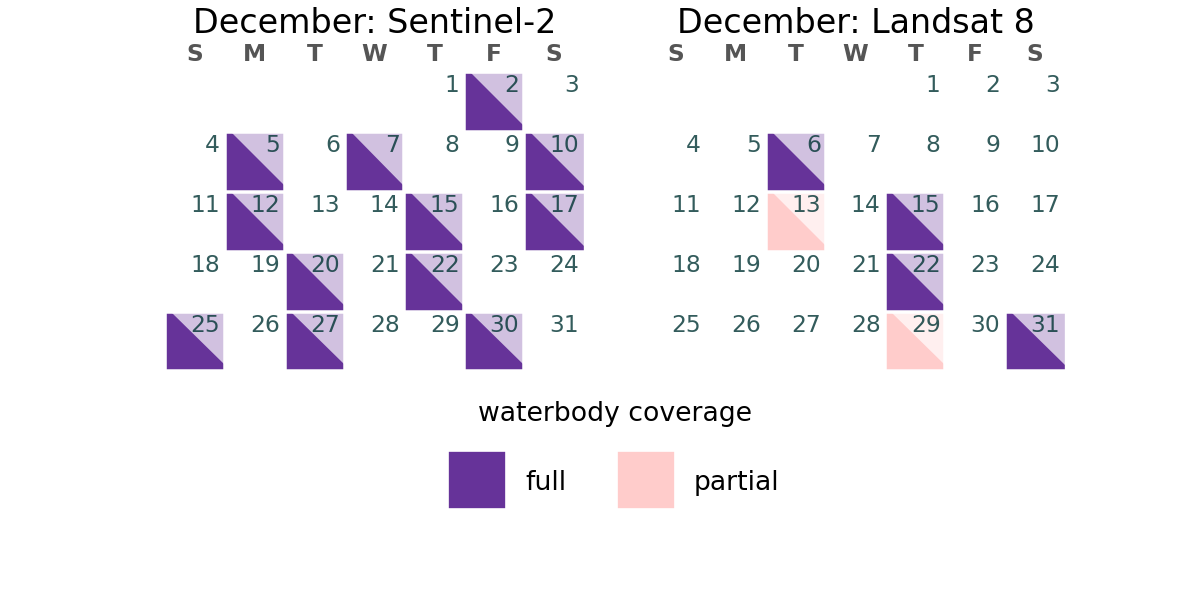 December: Sentinel-2
S M T W T F S
1 2 3
4 5 6 7 8 9 10
11 12 13 14 15 16 17
18 19 20 21 22 23 24
25 26 27 28 29 30 31
December: Landsat 8
S M T W T F S
1 2 3
4 5 6 7 8 9 10
11 12 13 14 15 16 17
18 19 20 21 22 23 24
25 26 27 28 29 30 31
waterbody coverage
full partial